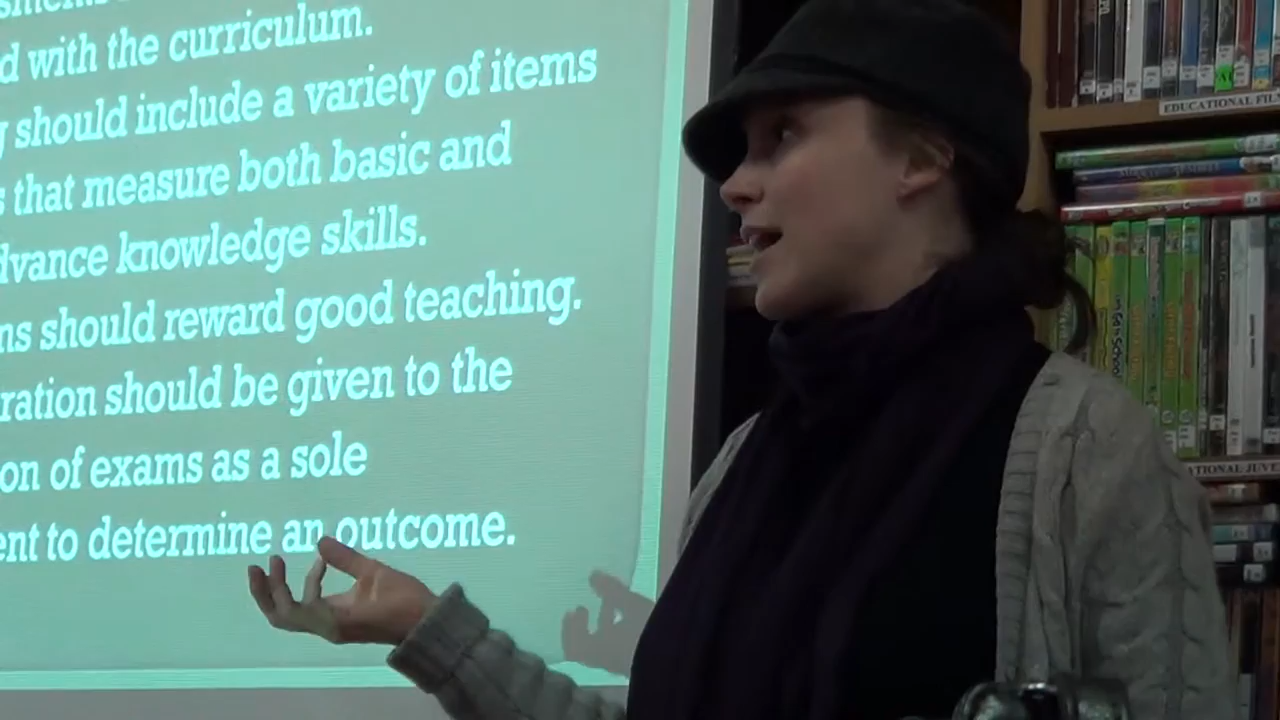 d with the curriculum.
should include a variety of items
that measure both basic and
dvance knowledge skills.
ns should reward good teaching.
ration should be given to the
on of exams as a sole
ent to determine an outcome.
EDUCATIONAL FIL
ATIONAL JUVE